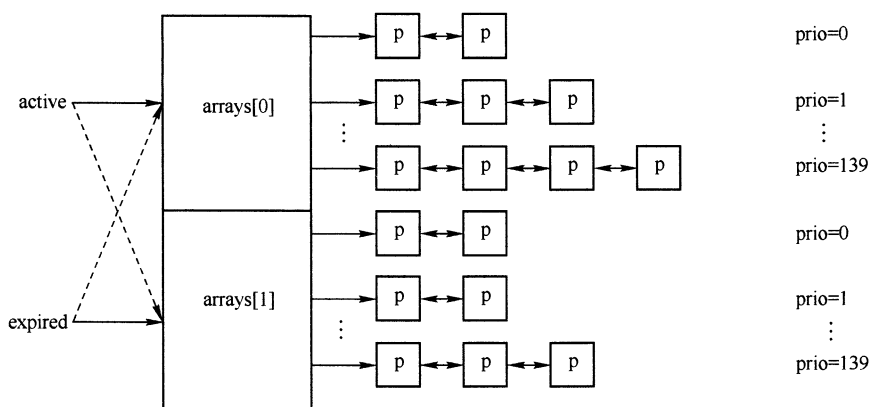 p p prio=0
active arrays[0] p p p prio=1
⋮ ⋮
p p p p prio=139
p p prio=0
expired arrays[1] p p prio=1
⋮ ⋮
p p p prio=139